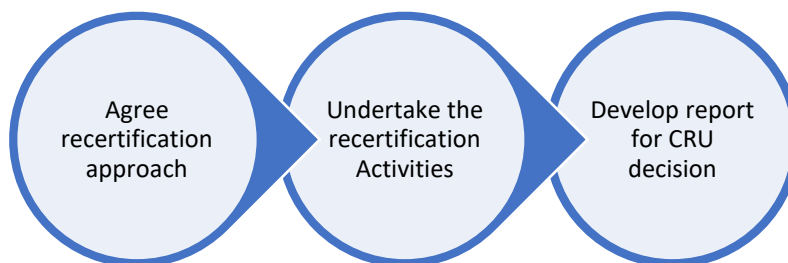 Agree
recertification
approach
Undertake the
recertification
Activities
Develop report
for CRU
decision